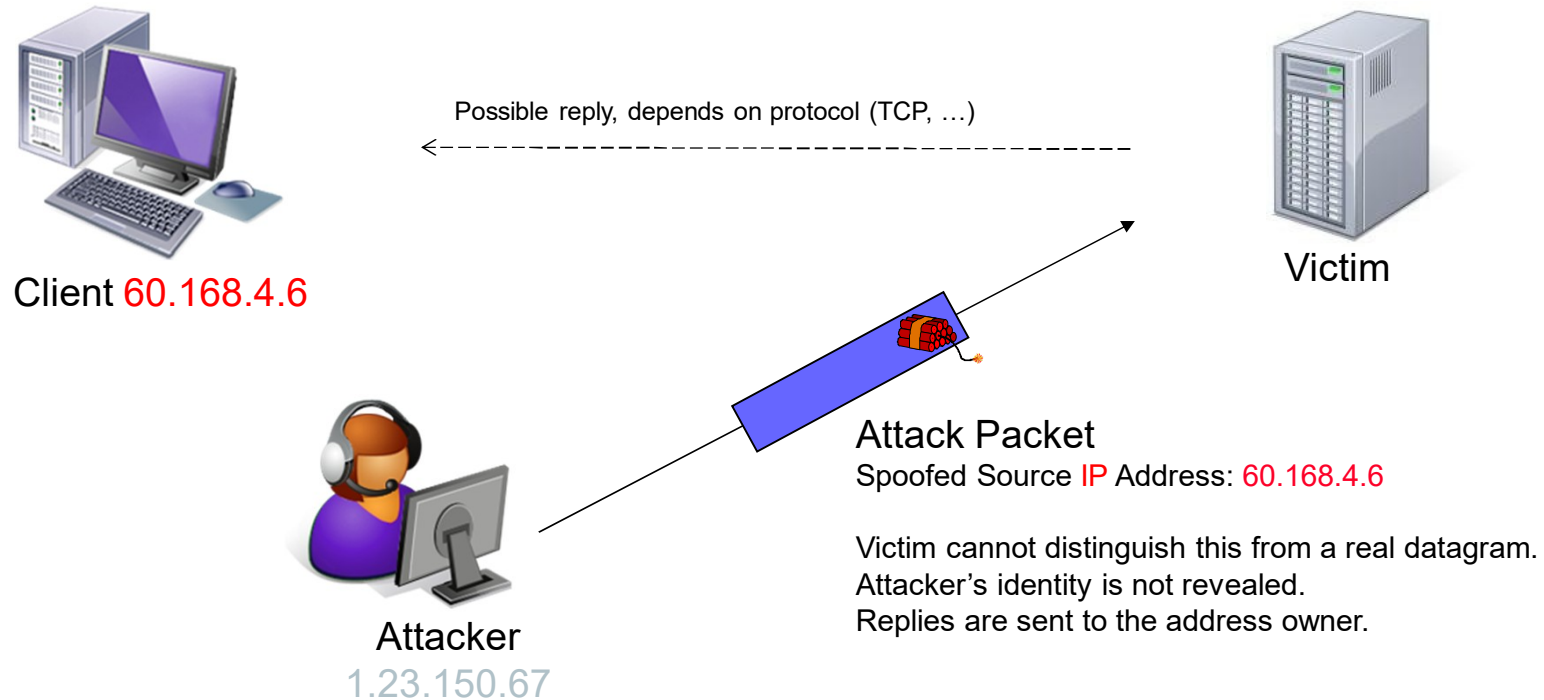 Possible reply, depends on protocol (TCP, …)
Client 60.168.4.6
Victim
Attack Packet
Spoofed Source IP Address: 60.168.4.6
Victim cannot distinguish this from a real datagram.
Attacker’s identity is not revealed.
Replies are sent to the address owner.
Attacker
1.23.150.67